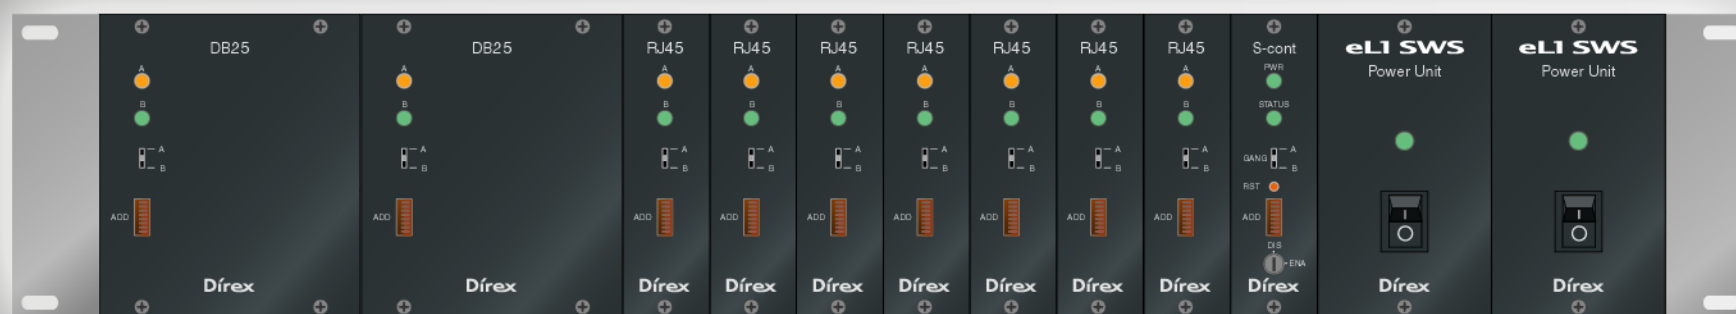 DB25 DB25 RJ45 RJ45 RJ45 RJ45 RJ45 RJ45 RJ45 S-cont eL1 SWS eL1 SWS
Power Unit Power Unit
A A A A A A A A A PWR
B B B B B B B B B STATUS
A A A A A A A A A A
GANG
B B B B B B B B B B
RST
ADD ADD ADD ADD ADD ADD ADD ADD ADD ADD
DIS
ENA
Dírex Dírex Dírex Dírex Dírex Dírex Dírex Dírex Dírex Dírex Dírex Dírex